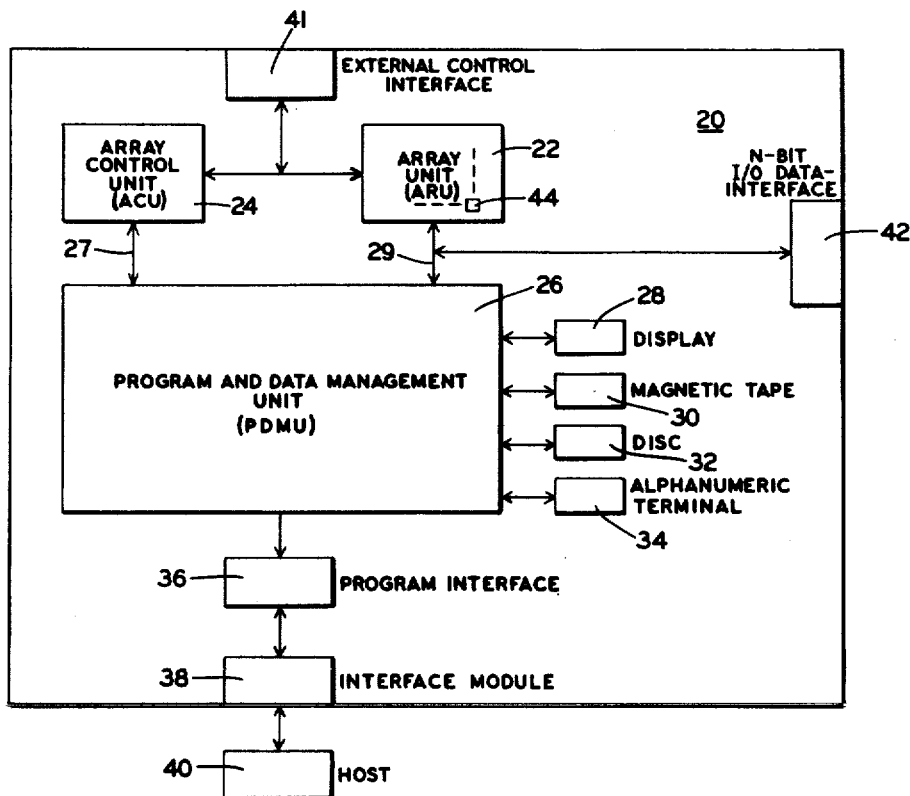 41
EXTERNAL CONTROL
INTERFACE
20
ARRAY
CONTROL
UNIT
(ACU)
24
ARRAY
UNIT
(ARU)
22
44
N-BIT
I/O DATA-
INTERFACE
42
27
29
26
PROGRAM AND DATA MANAGEMENT
UNIT
(PDMU)
28
DISPLAY
MAGNETIC TAPE
30
DISC
32
ALPHANUMERIC
TERMINAL
34
36
PROGRAM INTERFACE
38
INTERFACE MODULE
40
HOST